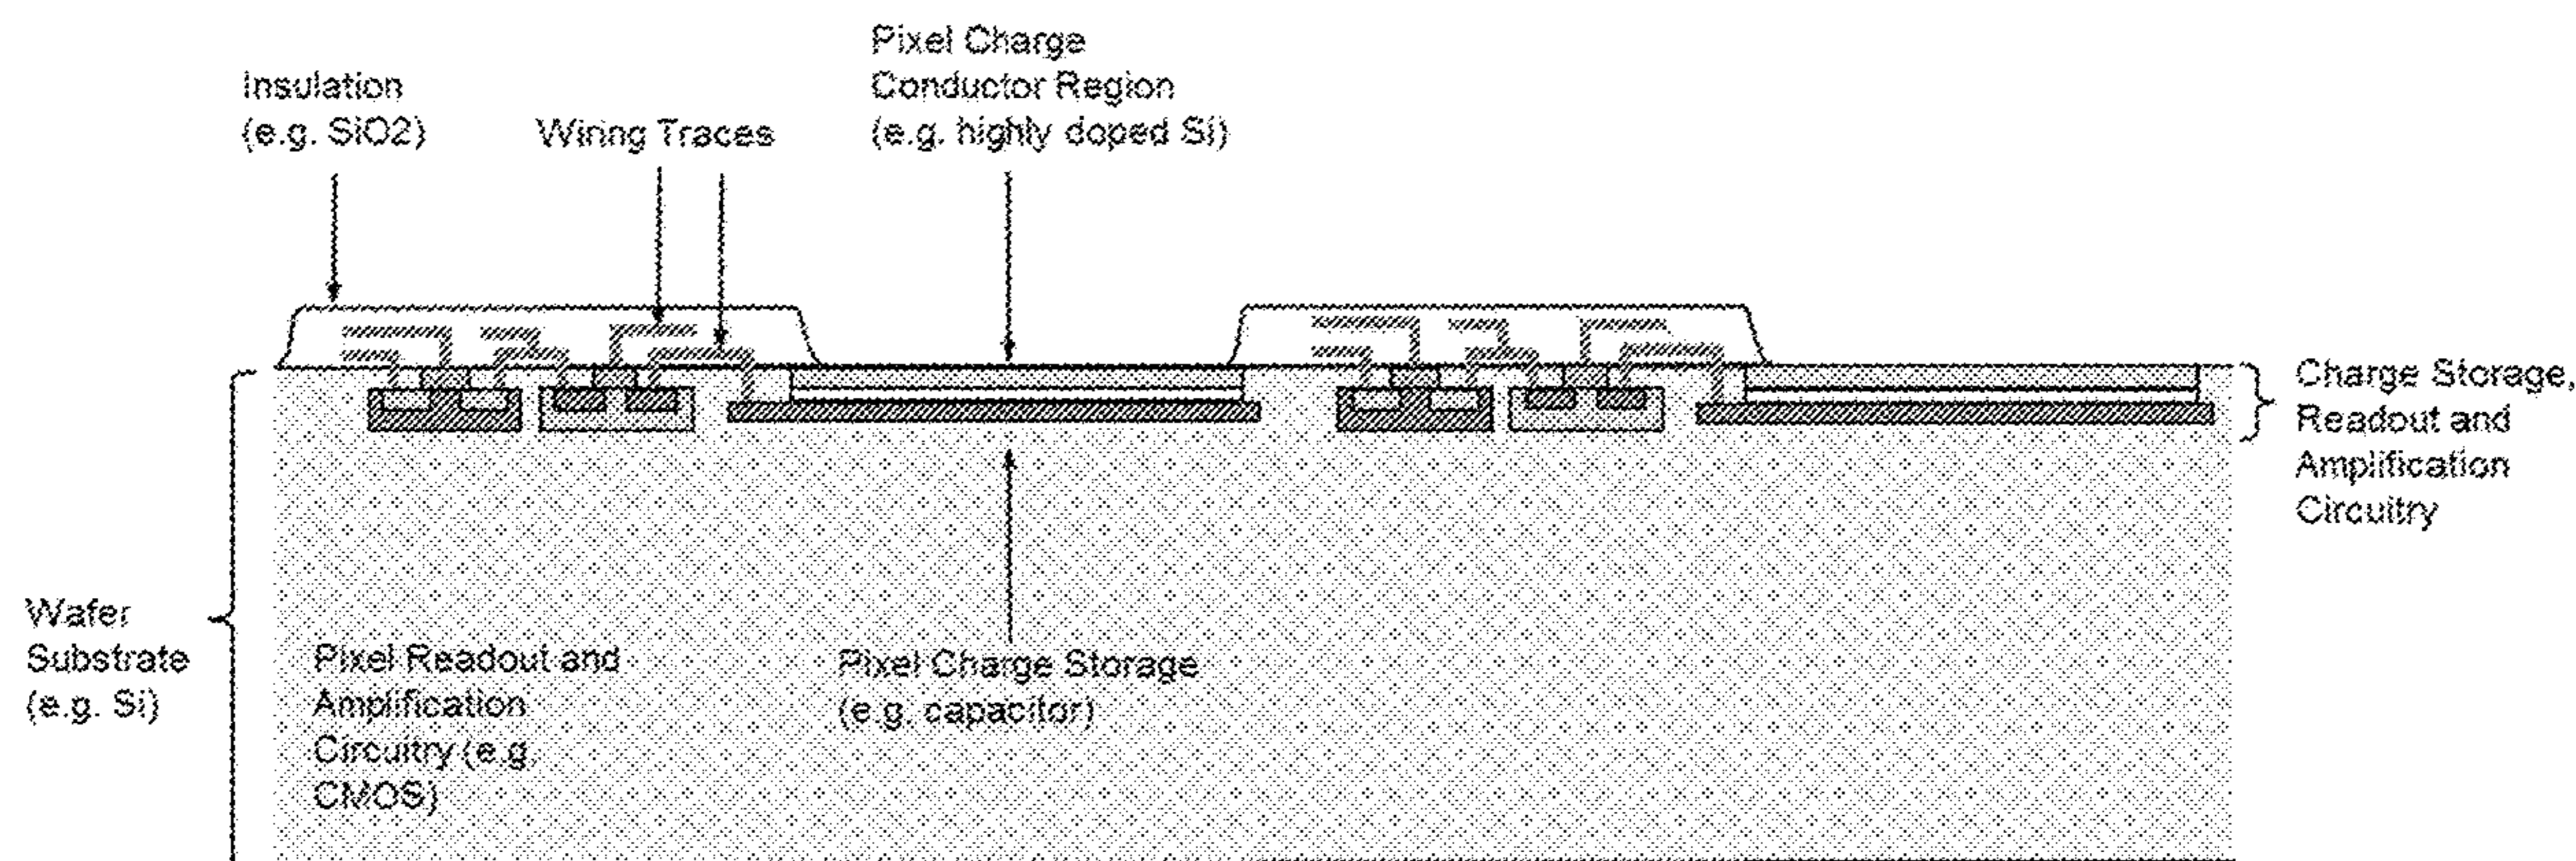 Insulation
(e.g. SiO2)
Wiring Traces
Pixel Charge
Conductor Region
(e.g. highly doped Si)
Charge Storage,
Readout and
Amplification
Circuitry
Wafer
Substrate
(e.g. Si)
Pixel Readout and
Amplification
Circuitry (e.g.
CMOS)
Pixel Charge Storage
(e.g. capacitor)